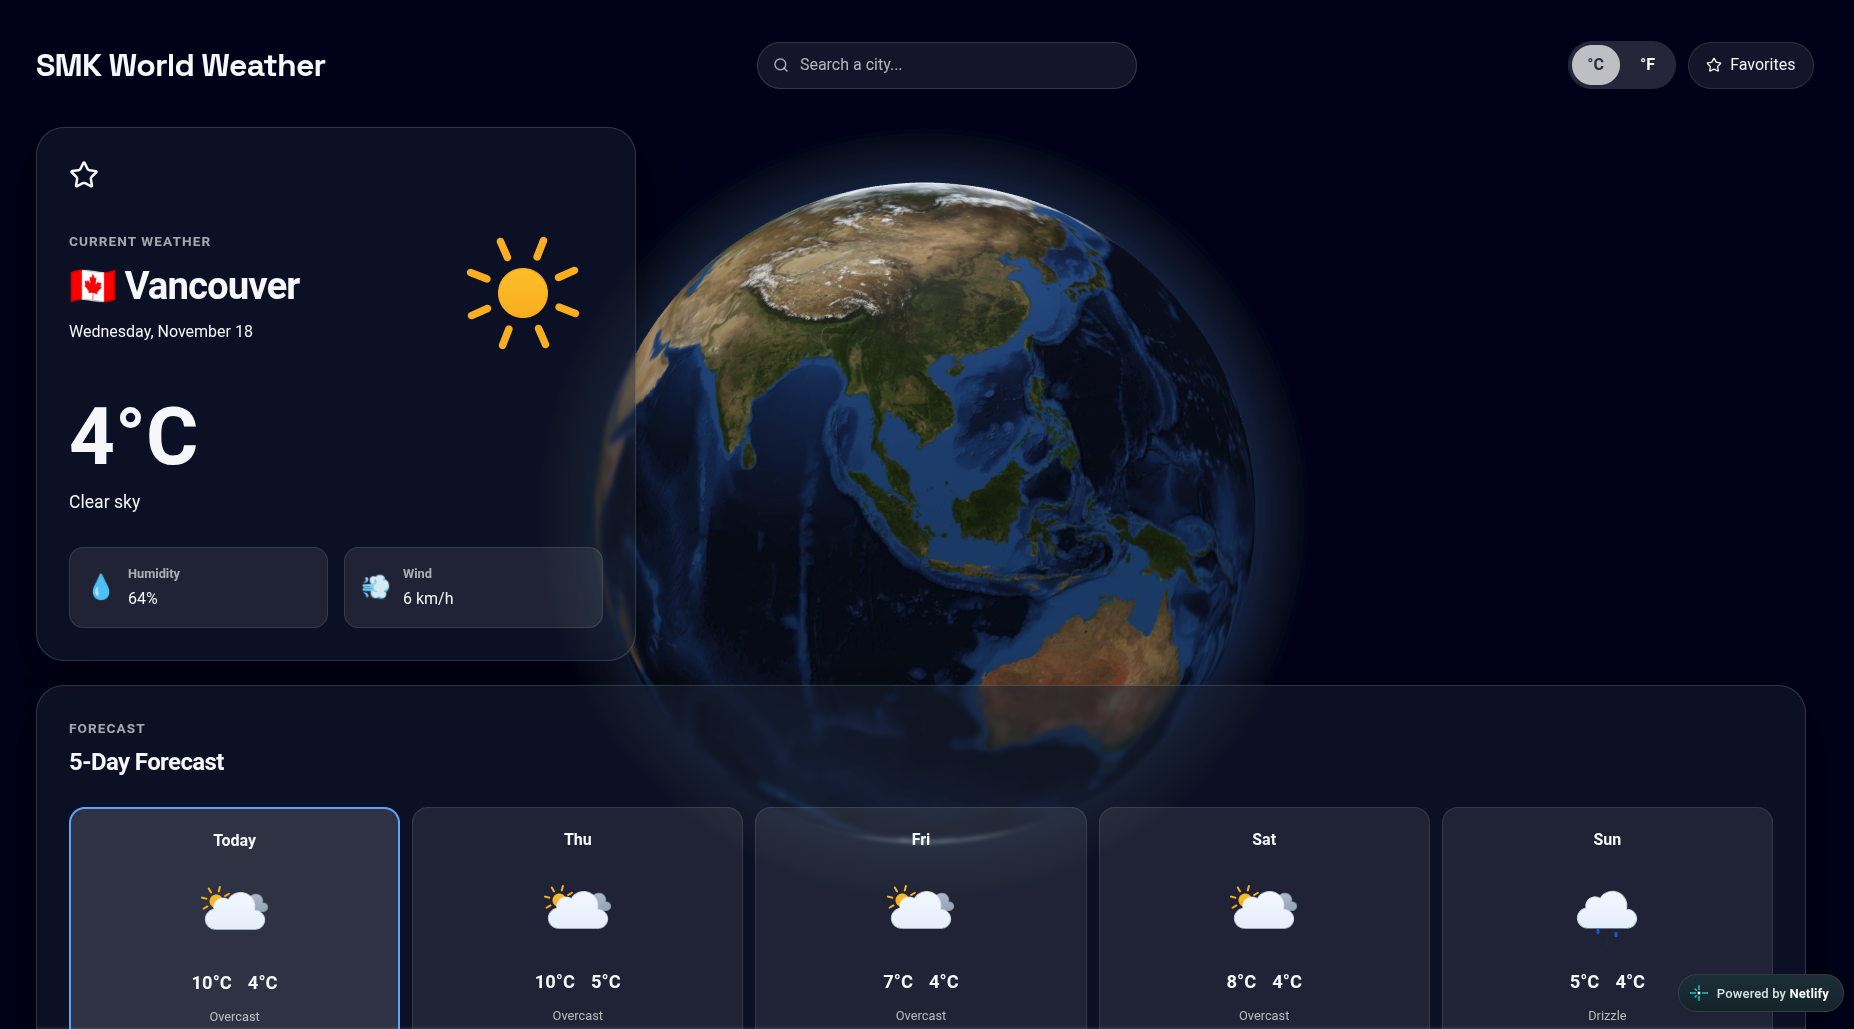 SMK World Weather
Search a city...
°C
°F
Favorites
CURRENT WEATHER
Vancouver
Wednesday, November 18
4°C
Clear sky
Humidity
64%
Wind
6 km/h
FORECAST
5-Day Forecast
Today
10°C 4°C
Overcast
Thu
10°C 5°C
Overcast
Fri
7°C 4°C
Overcast
Sat
8°C 4°C
Overcast
Sun
5°C 4°C
Drizzle
Powered by Netlify